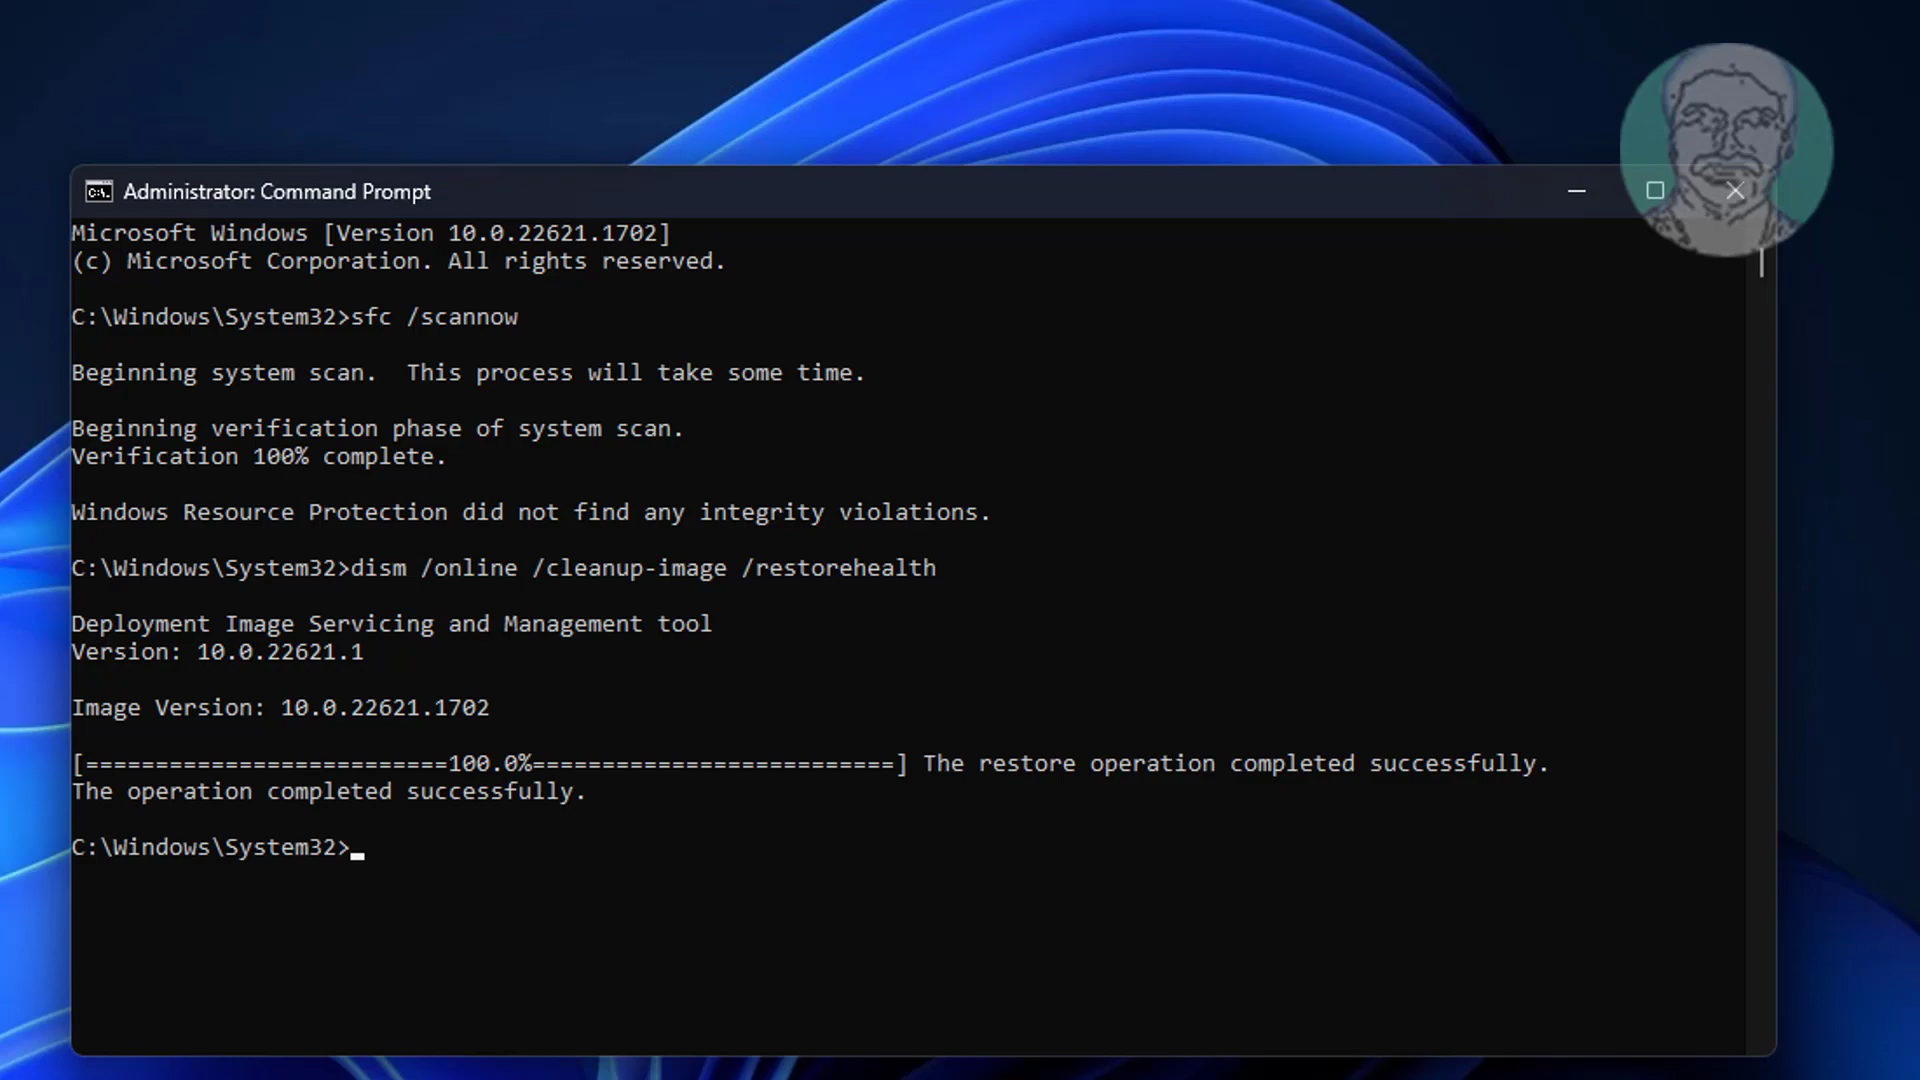 Administrator: Command Prompt
Microsoft Windows [Version 10.0.22621.1702]
(c) Microsoft Corporation. All rights reserved.
C:\Windows\System32>sfc /scannow
Beginning system scan.  This process will take some time.
Beginning verification phase of system scan.
Verification 100% complete.
Windows Resource Protection did not find any integrity violations.
C:\Windows\System32>dism /online /cleanup-image /restorehealth
Deployment Image Servicing and Management tool
Version: 10.0.22621.1
Image Version: 10.0.22621.1702
[==========================100.0%==========================] The restore operation completed successfully.
The operation completed successfully.
C:\Windows\System32>